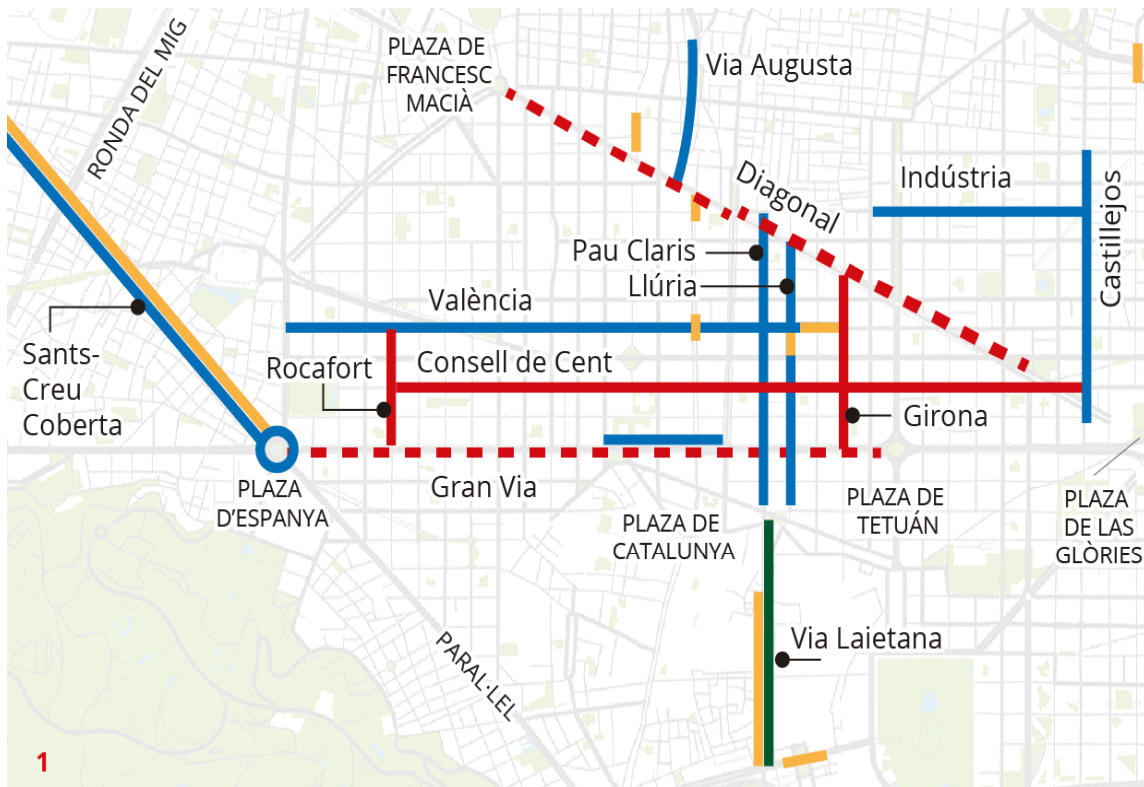 PLAZA DE
FRANCESC
MACIÀ
Via Augusta
RONDA DEL MIG
Diagonal
Indústria
Castillejos
Pau Claris
Llúria
València
Sants-
Creu
Coberta
Rocafort
Consell de Cent
Girona
PLAZA
D'ESPANYA
Gran Via
PLAZA DE
CATALUNYA
PLAZA DE
TETUÁN
PLAZA
DE LAS
GLÒRIES
PARAL·LEL
Via Laietana
1